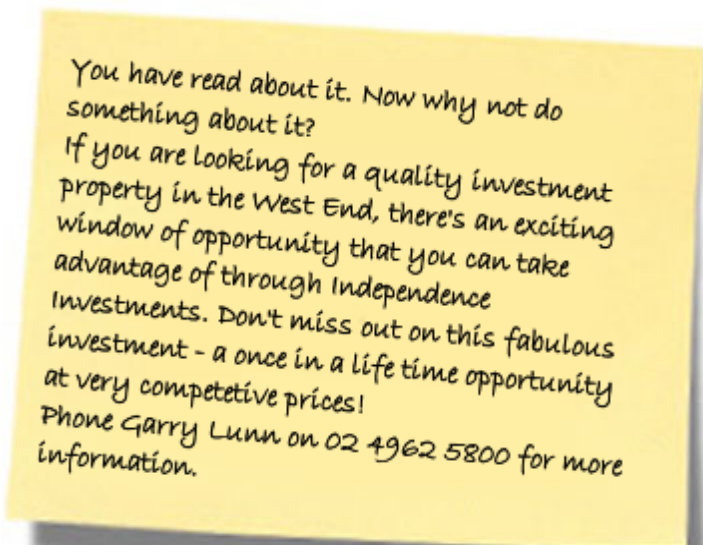 You have read about it. Now why not do
something about it?
If you are looking for a quality investment
property in the West End, there's an exciting
window of opportunity that you can take
advantage of through Independence
Investments. Don't miss out on this fabulous
investment - a once in a life time opportunity
at very competetive prices!
Phone Garry Lunn on 02 4962 5800 for more
information.